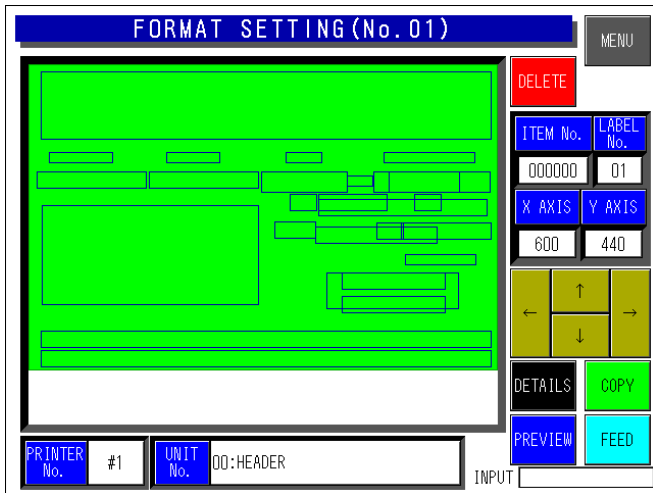 FORMAT SETTING(No.01)
MENU
DELETE
ITEM No.
LABEL
No.
000000
01
X AXIS
Y AXIS
600
440
←
↑
↓
→
DETAILS
COPY
PREVIEW
FEED
PRINTER
No.
#1
UNIT
No.
00:HEADER
INPUT